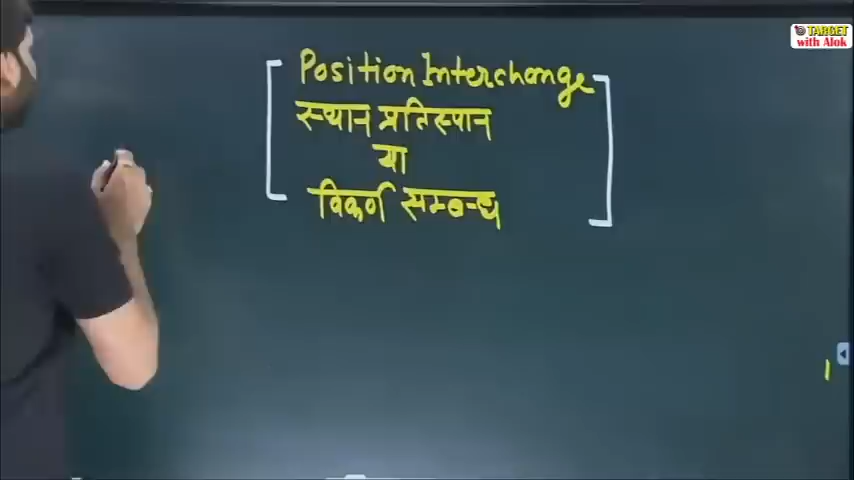 TARGET
with Alok
Position Interchange
स्थान प्रतिस्थान
या
विकर्ण सम्बन्ध